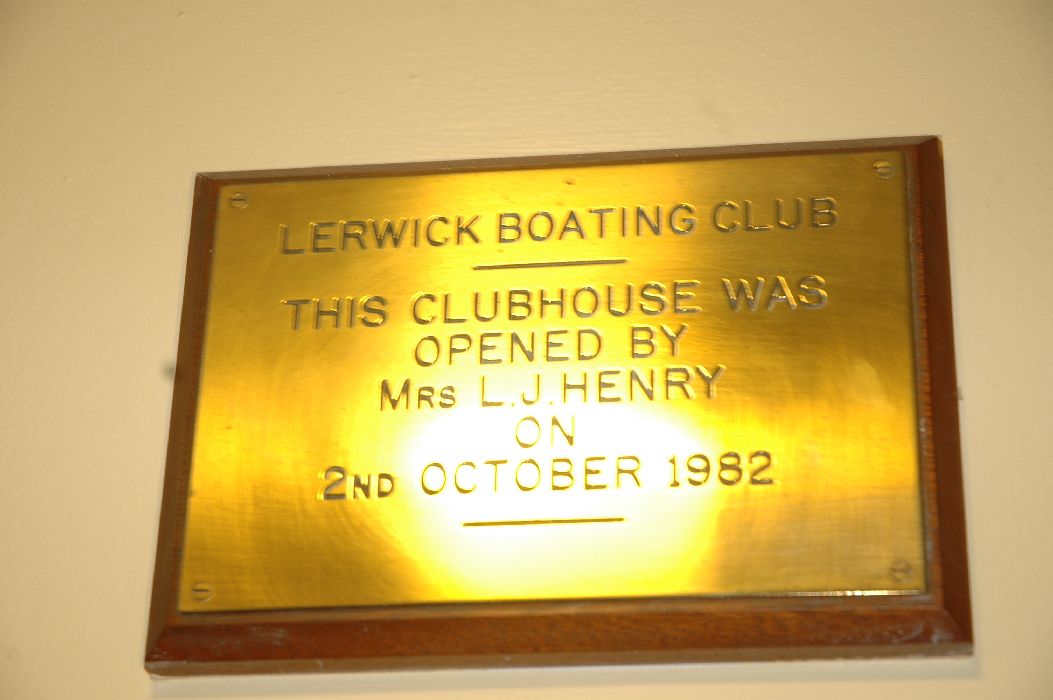 LERWICK BOATING CLUB
THIS CLUBHOUSE WAS
OPENED BY
MRS L.J.HENRY
ON
2ND OCTOBER 1982